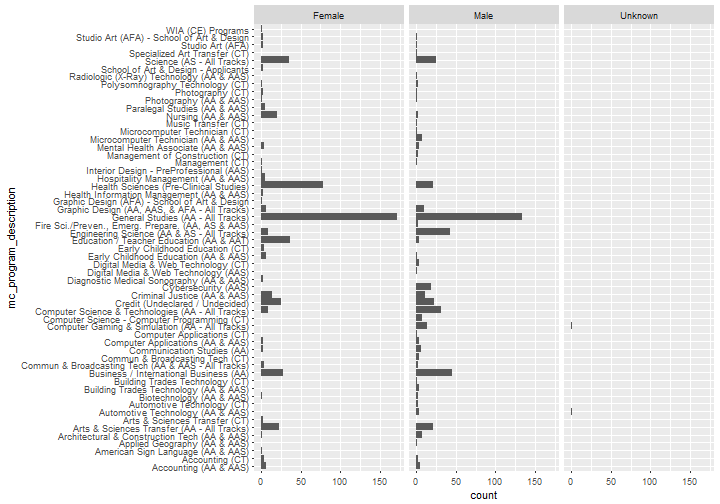 Female Male Unknown
WIA (CE) Programs
Studio Art (AFA) - School of Art & Design
Studio Art (AFA)
Specialized Art Transfer (CT)
Science (AS - All Tracks)
School of Art & Design - Applicants
Radiologic (X-Ray) Technology (AA & AAS)
Polysomnography Technology (CT)
Photography (CT)
Photography (AA & AAS)
Paralegal Studies (AA & AAS)
Nursing (AA & AAS)
Music Transfer (CT)
Microcomputer Technician (CT)
Microcomputer Technician (AA & AAS)
Mental Health Associate (AA & AAS)
Management of Construction (CT)
Management (CT)
Interior Design - PreProfessional (AAS)
Hospitality Management (AA & AAS)
Health Sciences (Pre-Clinical Studies)
Health Information Management (AA & AAS)
Graphic Design (AFA) - School of Art & Design
Graphic Design (AA, AAS, & AFA - All Tracks)
General Studies (AA - All Tracks)
Fire Sci./Preven., Emerg. Prepare. (AA, AS & AAS)
Engineering Science (AA & AS - All Tracks)
Education / Teacher Education (AA & AAT)
Early Childhood Education (CT)
Early Childhood Education (AA & AAS)
Digital Media & Web Technology (CT)
Digital Media & Web Technology (AAS)
Diagnostic Medical Sonography (AA & AAS)
Cybersecurity (AAS)
Criminal Justice (AA & AAS)
Credit (Undeclared / Undecided)
Computer Science & Technologies (AA - All Tracks)
Computer Science - Computer Programming (CT)
Computer Gaming & Simulation (AA - All Tracks)
Computer Applications (CT)
Computer Applications (AA & AAS)
Communication Studies (AA)
Commun & Broadcasting Tech (CT)
Commun & Broadcasting Tech (AA & AAS - All Tracks)
Business / International Business (AA)
Building Trades Technology (CT)
Building Trades Technology (AA & AAS)
Biotechnology (AA & AAS)
Automotive Technology (CT)
Automotive Technology (AA & AAS)
Arts & Sciences Transfer (CT)
Arts & Sciences Transfer (AA - All Tracks)
Architectural & Construction Tech (AA & AAS)
Applied Geography (AA & AAS)
American Sign Language (AA & AAS)
Accounting (CT)
Accounting (AA & AAS)
mc_program_description
0 50 100 150 0 50 100 150 0 50 100 150
count